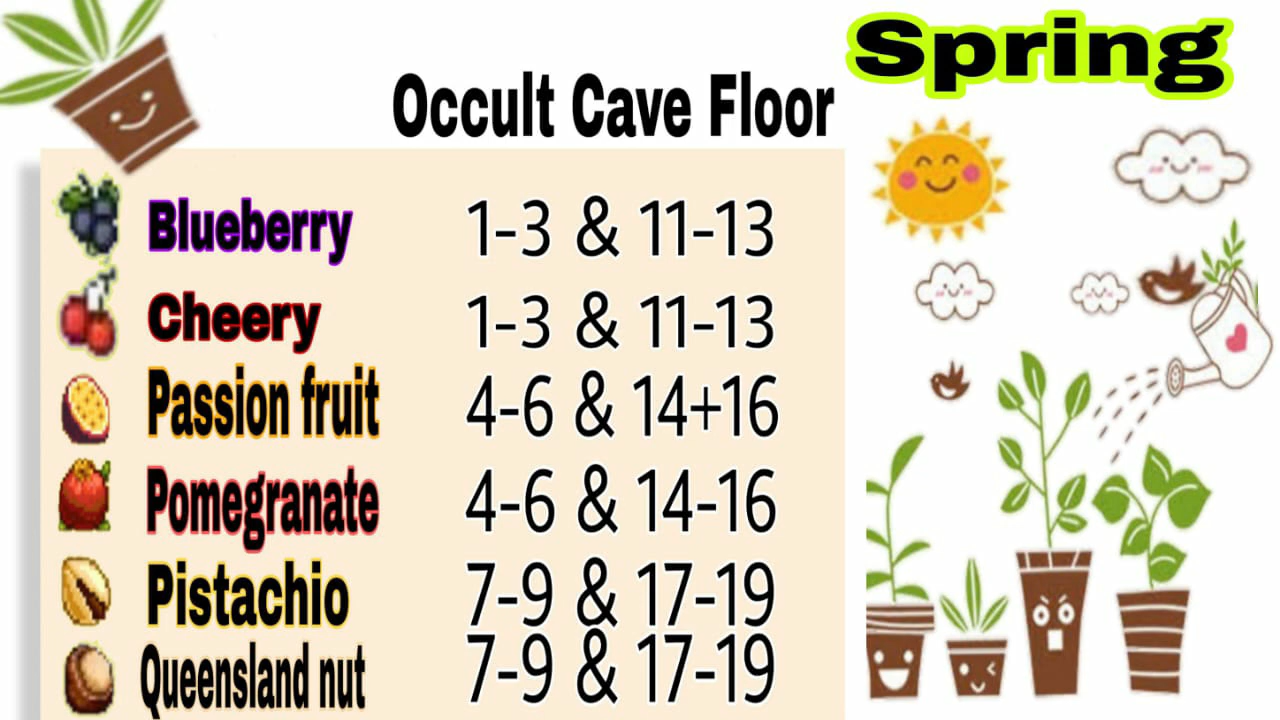 Spring
Occult Cave Floor
Blueberry 1-3 & 11-13
Cheery 1-3 & 11-13
Passion fruit 4-6 & 14+16
Pomegranate 4-6 & 14-16
Pistachio 7-9 & 17-19
Queensland nut 7-9 & 17-19